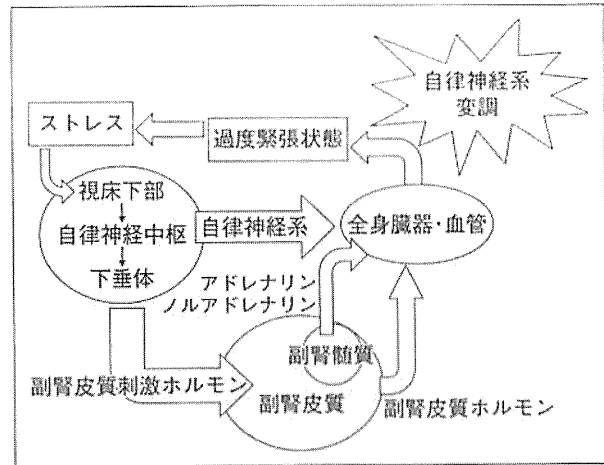 自律神経系
変調
ストレス
過度緊張状態
視床下部
自律神経中枢
下垂体
自律神経系
全身臓器・血管
アドレナリン
ノルアドレナリン
副腎髄質
副腎皮質刺激ホルモン
副腎皮質
副腎皮質ホルモン